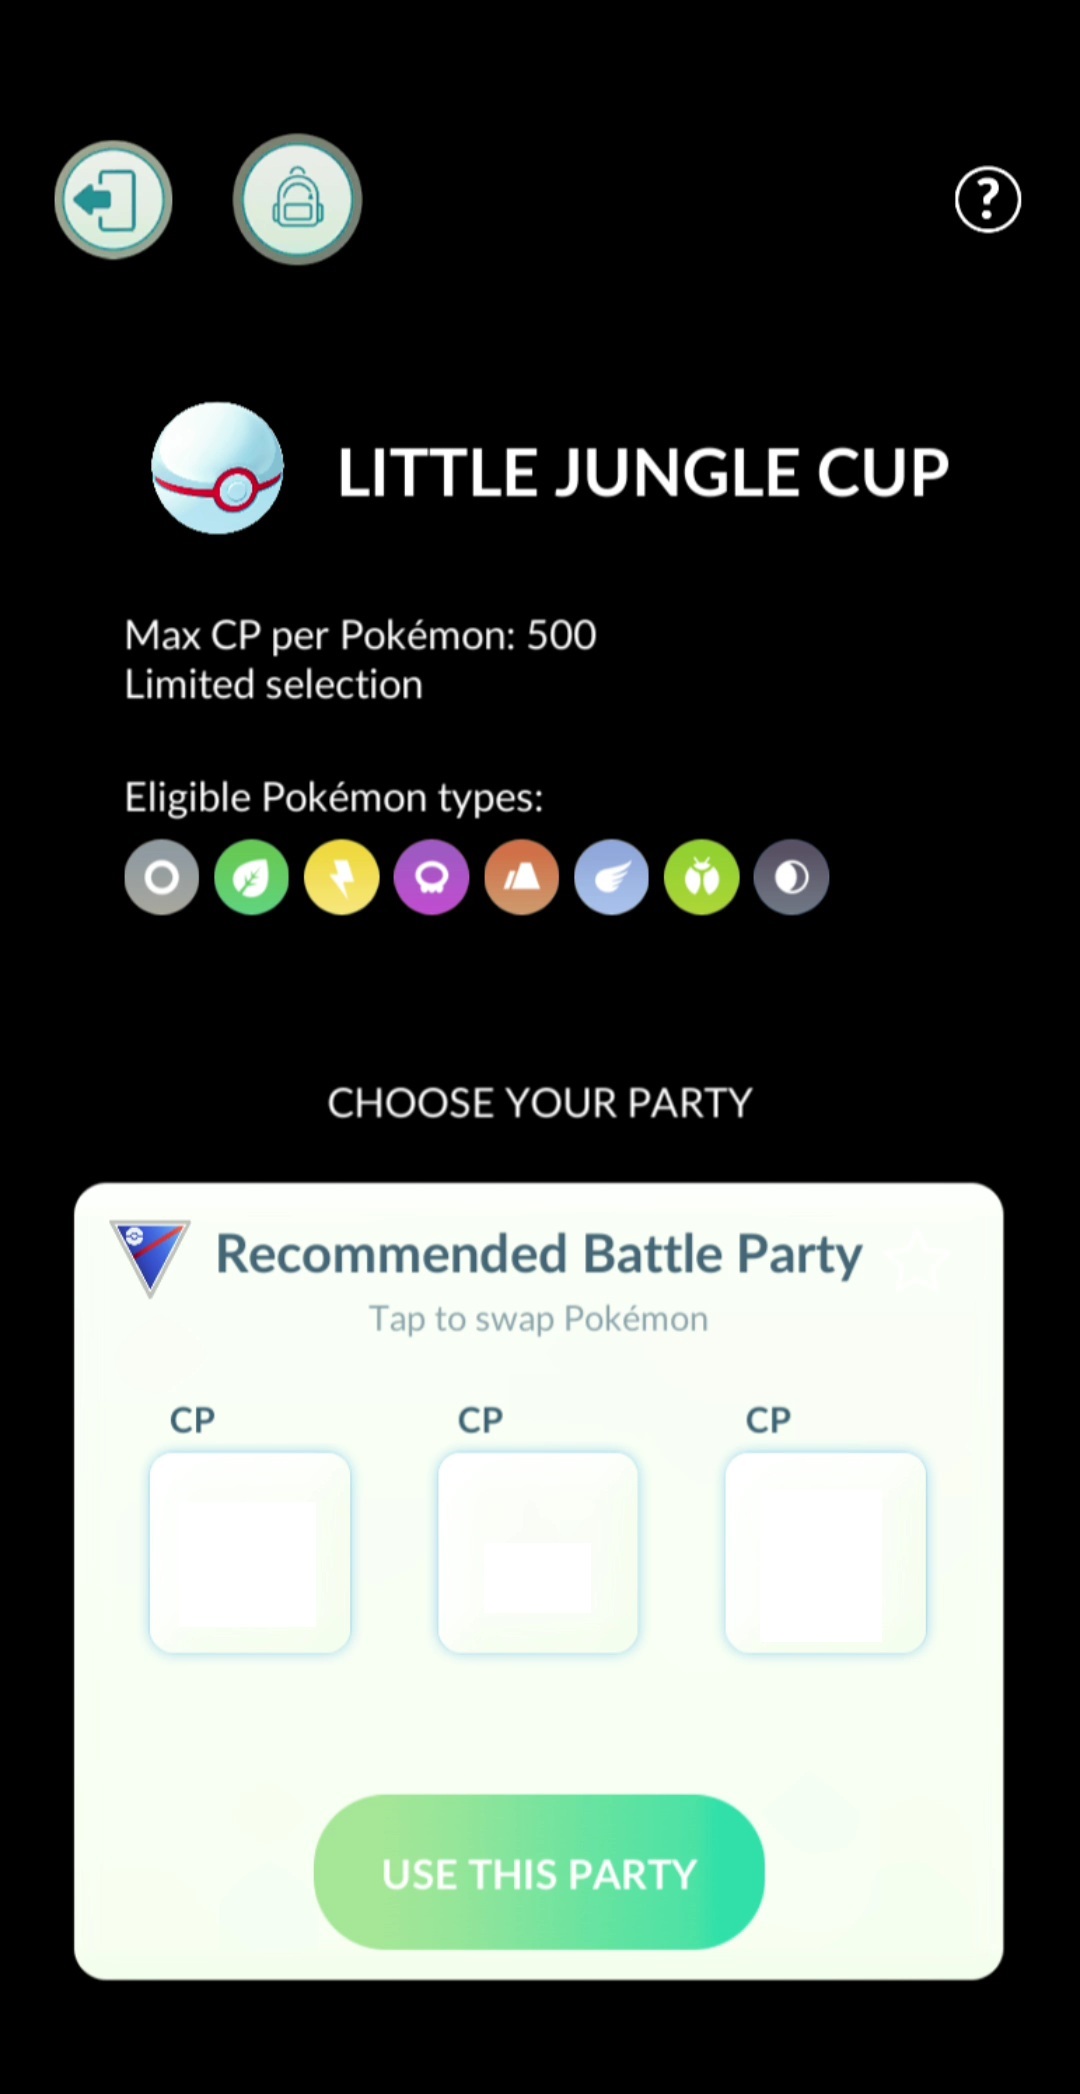 ?
LITTLE JUNGLE CUP
Max CP per Pokémon: 500
Limited selection
Eligible Pokémon types:
CHOOSE YOUR PARTY
Recommended Battle Party
Tap to swap Pokémon
CP CP CP
USE THIS PARTY